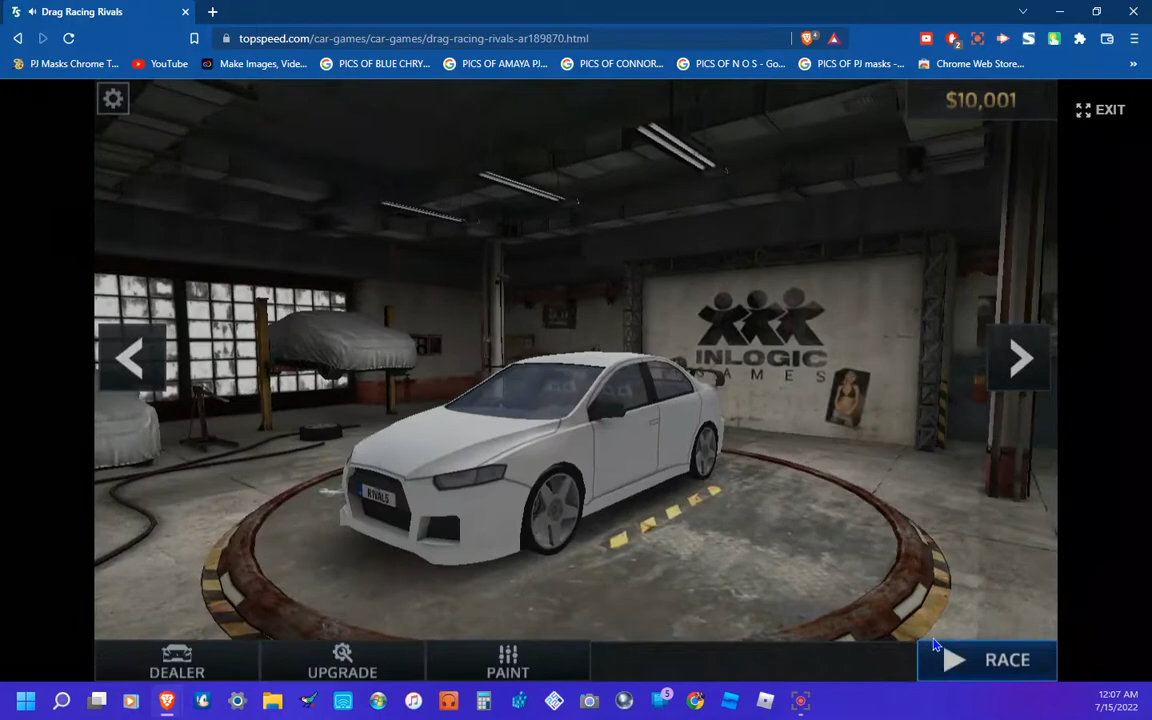 Drag Racing Rivals
topspeed.com/car-games/car-games/drag-racing-rivals-ar189870.html
4
2
PJ Masks Chrome T...
YouTube
Make Images, Vide...
PICS OF BLUE CHRY...
PICS OF AMAYA PJ...
PICS OF CONNOR...
PICS OF N O S - Go...
PICS OF PJ masks -...
Chrome Web Store...
»
$10,001
EXIT
INLOGIC
GAMES
RIVALS
DEALER
UPGRADE
PAINT
RACE
5
12:07 AM
7/15/2022